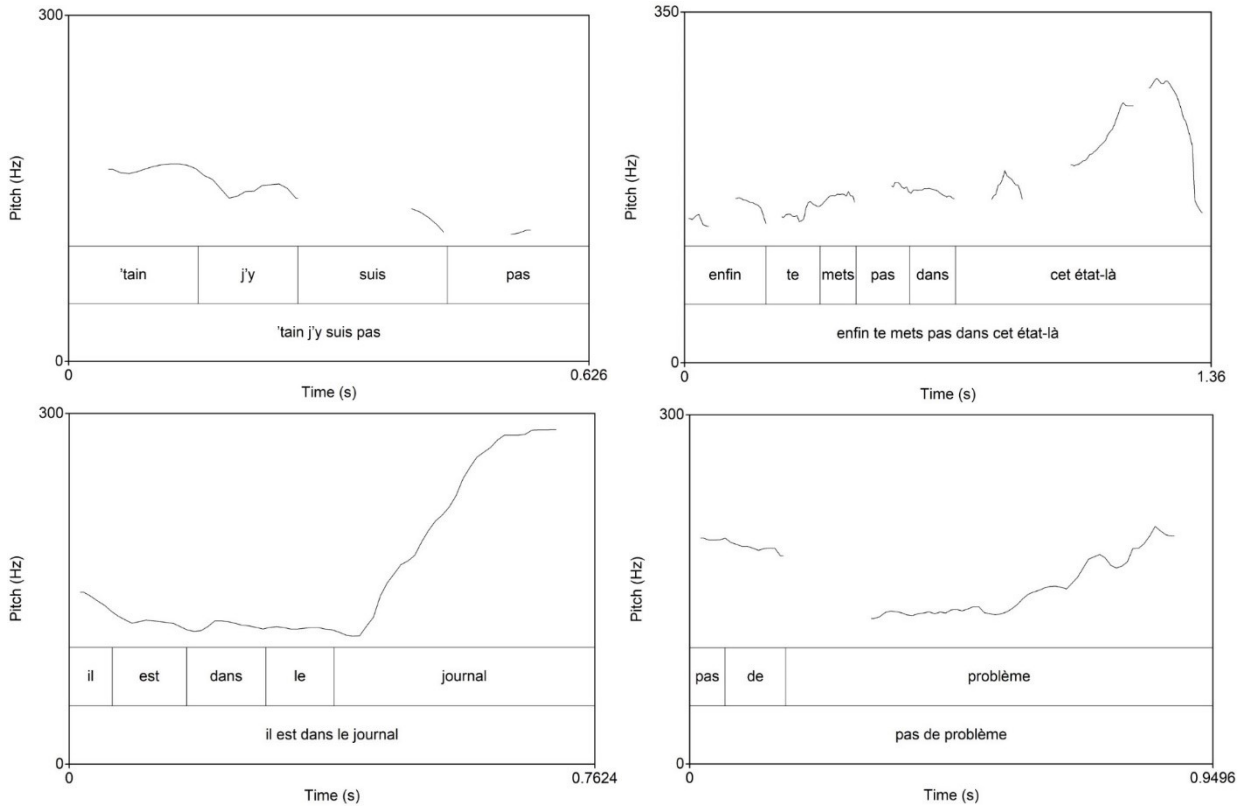 300
Pitch (Hz)
'tain j'y suis pas
'tain j'y suis pas
0
0 0.626
Time (s)
350
Pitch (Hz)
enfin te mets pas dans cet état-là
enfin te mets pas dans cet état-là
0
0 1.36
Time (s)
300
Pitch (Hz)
il est dans le journal
il est dans le journal
0
0 0.7624
Time (s)
300
Pitch (Hz)
pas de problème
pas de problème
0
0 0.9496
Time (s)